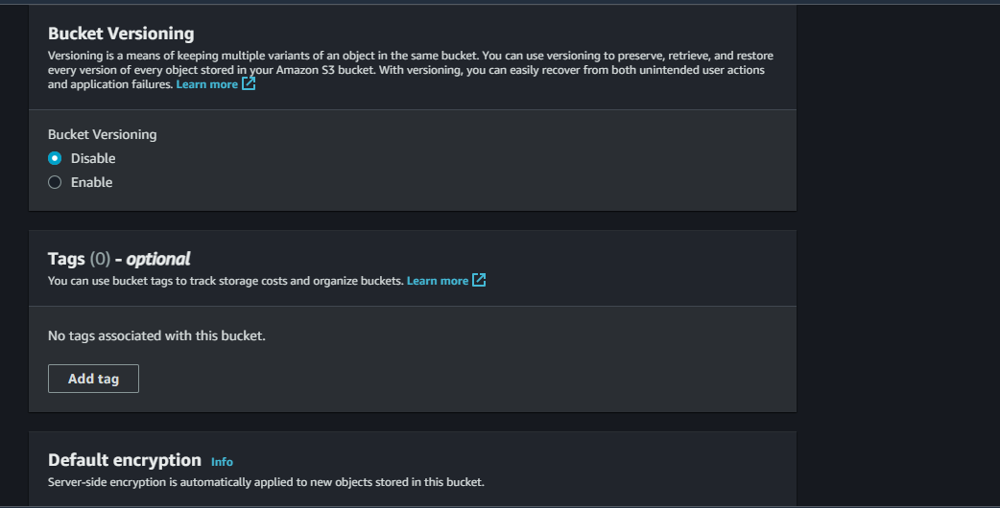 Bucket Versioning
Versioning is a means of keeping multiple variants of an object in the same bucket. You can use versioning to preserve, retrieve, and restore
every version of every object stored in your Amazon S3 bucket. With versioning, you can easily recover from both unintended user actions
and application failures. Learn more
Bucket Versioning
Disable
Enable
Tags (0) - optional
You can use bucket tags to track storage costs and organize buckets. Learn more
No tags associated with this bucket.
Add tag
Default encryption Info
Server-side encryption is automatically applied to new objects stored in this bucket.